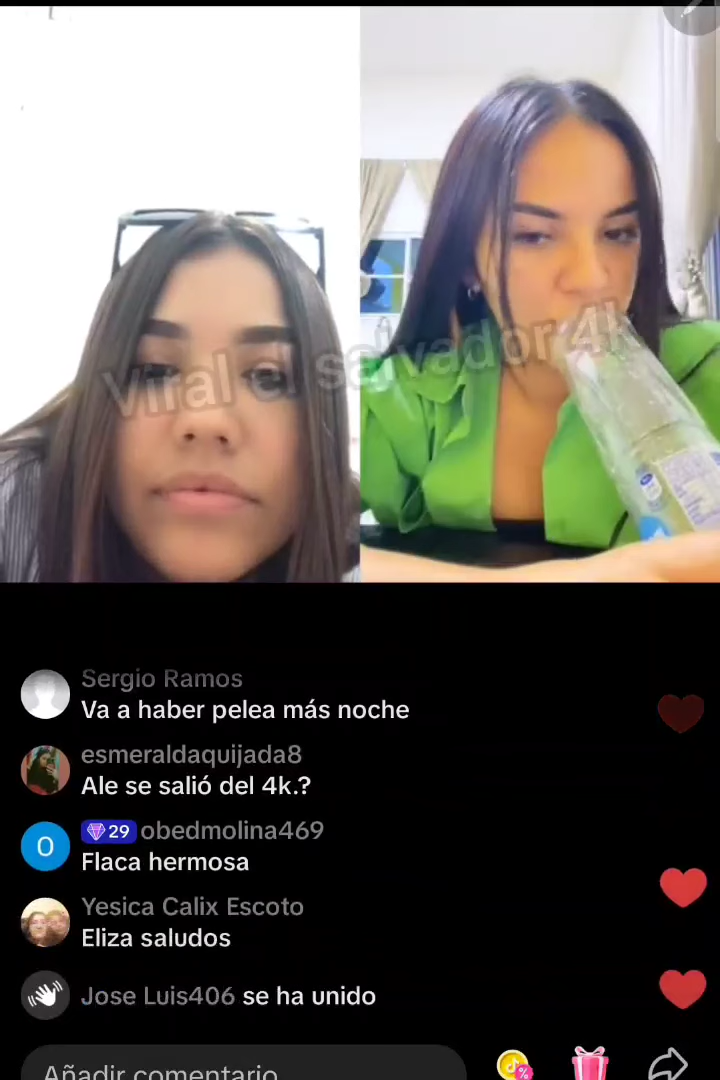 Viral el salvador 4k
Sergio Ramos
Va a haber pelea más noche
esmeraldaquijada8
Ale se salió del 4k.?
29 obedmolina469
O
Flaca hermosa
Yesica Calix Escoto
Eliza saludos
Jose Luis406 se ha unido
Añadir comentario